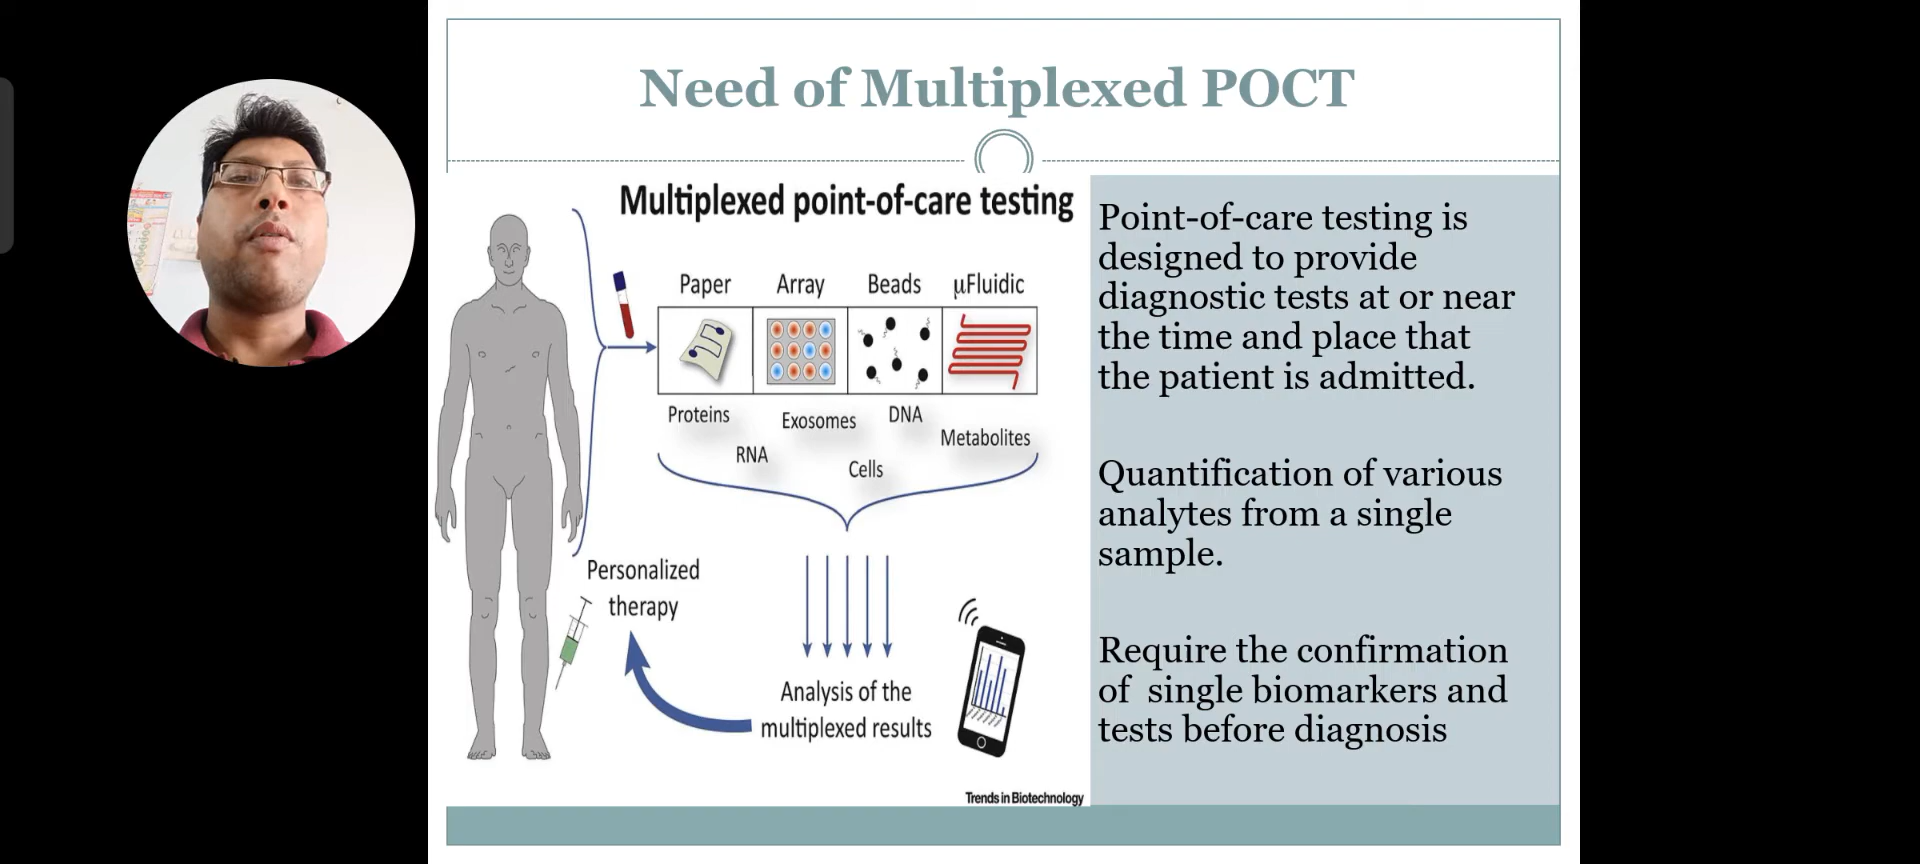 Need of Multiplexed POCT
Multiplexed point-of-care testing
Paper Array Beads μFluidic
Proteins Exosomes DNA Metabolites
RNA Cells
Personalized
therapy
Analysis of the
multiplexed results
Trends in Biotechnology
Point-of-care testing is
designed to provide
diagnostic tests at or near
the time and place that
the patient is admitted.
Quantification of various
analytes from a single
sample.
Require the confirmation
of single biomarkers and
tests before diagnosis